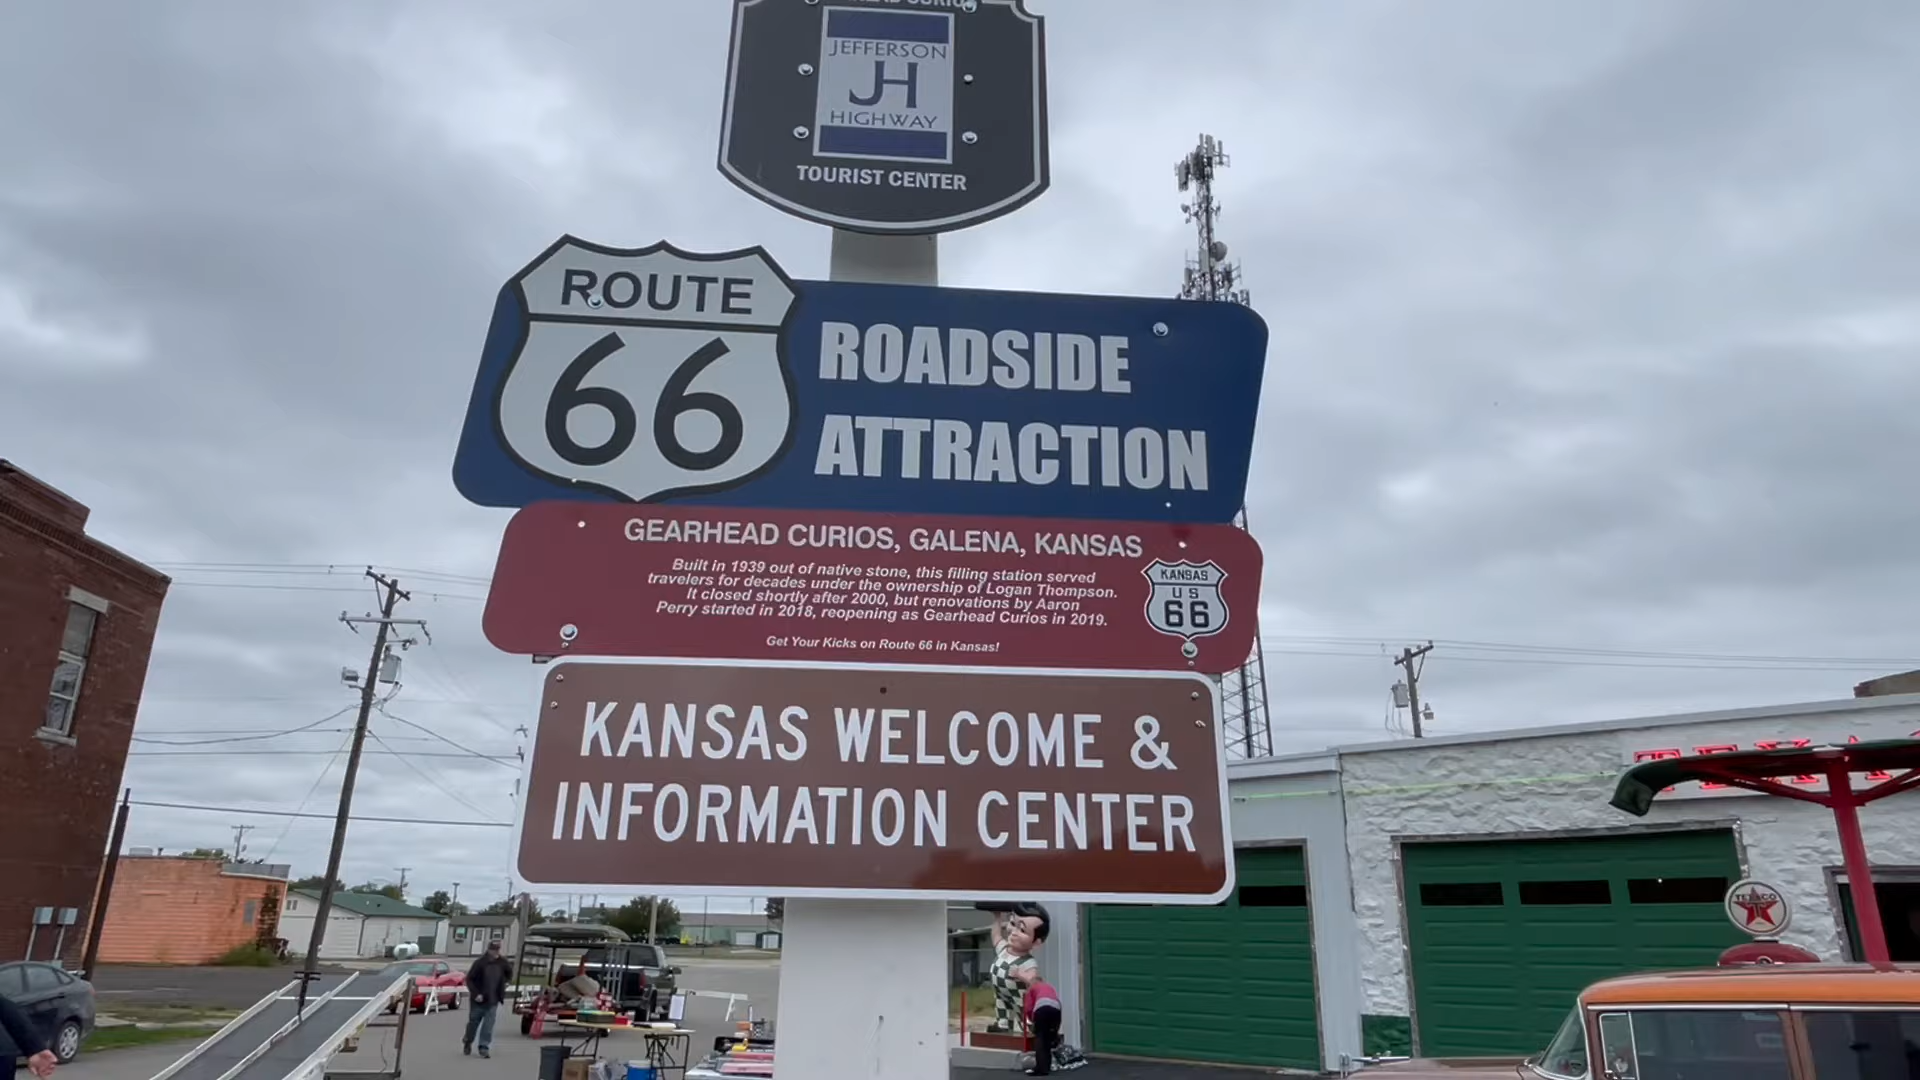 JEFFERSON
JH
HIGHWAY
TOURIST CENTER
ROUTE
66
ROADSIDE
ATTRACTION
GEARHEAD CURIOS, GALENA, KANSAS
Built in 1939 out of native stone, this filling station served
travelers for decades under the ownership of Logan Thompson.
It closed shortly after 2000, but renovations by Aaron
Perry started in 2018, reopening as Gearhead Curios in 2019.
Get Your Kicks on Route 66 in Kansas!
KANSAS
US
66
KANSAS WELCOME &
INFORMATION CENTER
TEXACO